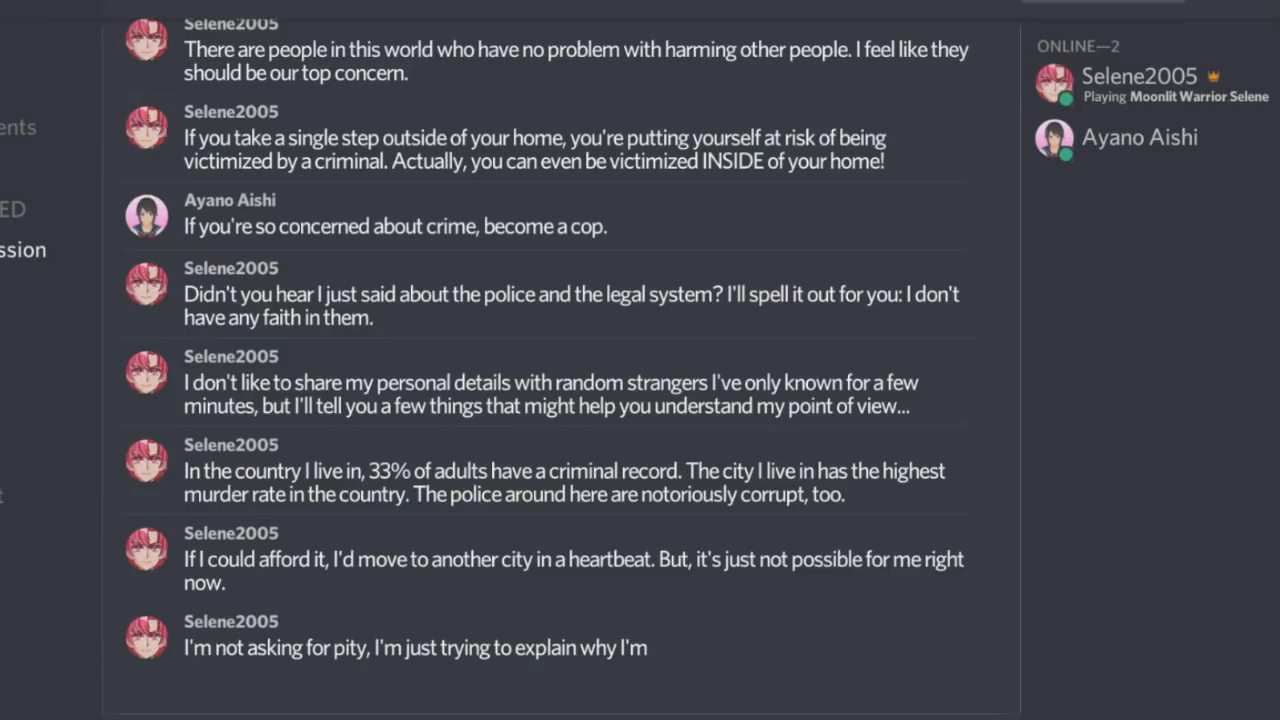 Selene2005
There are people in this world who have no problem with harming other people. I feel like they
should be our top concern.
Selene2005
If you take a single step outside of your home, you're putting yourself at risk of being
victimized by a criminal. Actually, you can even be victimized INSIDE of your home!
Ayano Aishi
If you're so concerned about crime, become a cop.
Selene2005
Didn't you hear I just said about the police and the legal system? I'll spell it out for you: I don't
have any faith in them.
Selene2005
I don't like to share my personal details with random strangers I've only known for a few
minutes, but I'll tell you a few things that might help you understand my point of view...
Selene2005
In the country I live in, 33% of adults have a criminal record. The city I live in has the highest
murder rate in the country. The police around here are notoriously corrupt, too.
Selene2005
If I could afford it, I'd move to another city in a heartbeat. But, it's just not possible for me right
now.
Selene2005
I'm not asking for pity, I'm just trying to explain why I'm
ents
ED
ssion
t
ONLINE—2
Selene2005
Playing Moonlit Warrior Selene
Ayano Aishi